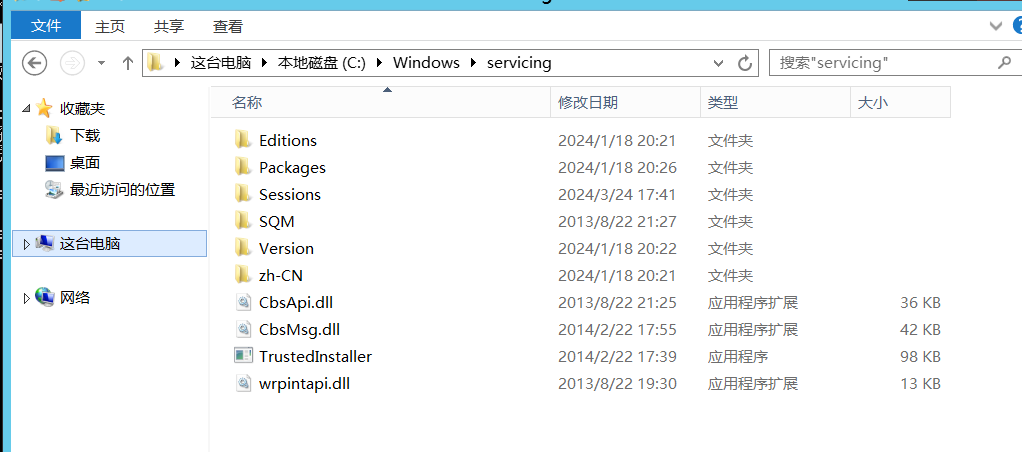 文件 主页 共享 查看
这台电脑 本地磁盘 (C:) Windows servicing 搜索"servicing"
收藏夹
下载
桌面
最近访问的位置
这台电脑
网络
名称 修改日期 类型 大小
Editions 2024/1/18 20:21 文件夹
Packages 2024/1/18 20:26 文件夹
Sessions 2024/3/24 17:41 文件夹
SQM 2013/8/22 21:27 文件夹
Version 2024/1/18 20:22 文件夹
zh-CN 2024/1/18 20:21 文件夹
CbsApi.dll 2013/8/22 21:25 应用程序扩展 36 KB
CbsMsg.dll 2014/2/22 17:55 应用程序扩展 42 KB
TrustedInstaller 2014/2/22 17:39 应用程序 98 KB
wrpintapi.dll 2013/8/22 19:30 应用程序扩展 13 KB